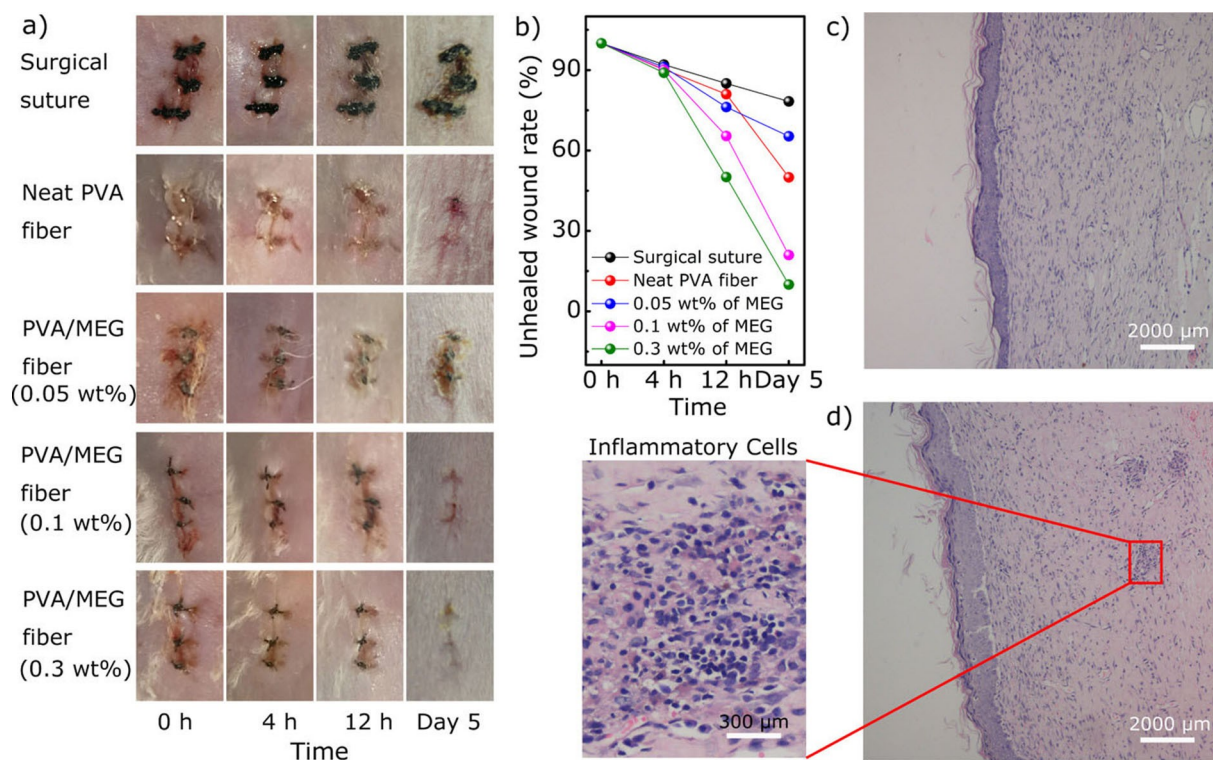 a)
Surgical
suture
Neat PVA
fiber
PVA/MEG
fiber
(0.05 wt%)
PVA/MEG
fiber
(0.1 wt%)
PVA/MEG
fiber
(0.3 wt%)
0 h 4 h 12 h Day 5
Time
b)
Unhealed wound rate (%)
90
60
30
0
Surgical suture
Neat PVA fiber
0.05 wt% of MEG
0.1 wt% of MEG
0.3 wt% of MEG
0 h 4 h 12 h Day 5
Time
c)
2000 µm
Inflammatory Cells
300 µm
d)
2000 µm